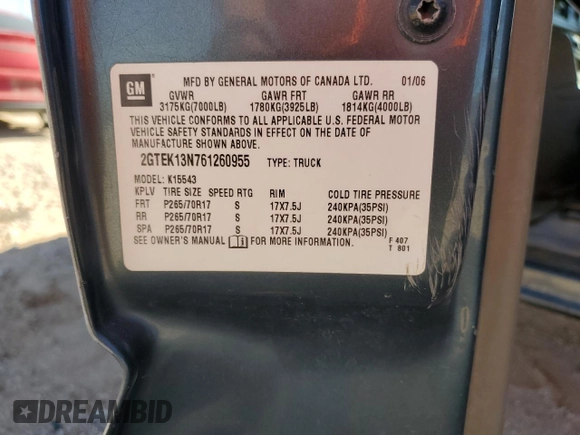 GM
MFD BY GENERAL MOTORS OF CANADA LTD. 01/06
GVWR GAWR FRT GAWR RR
3175KG(7000LB) 1780KG(3925LB) 1814KG(4000LB)
THIS VEHICLE CONFORMS TO ALL APPLICABLE U.S. FEDERAL MOTOR
VEHICLE SAFETY STANDARDS IN EFFECT ON THE DATE OF
MANUFACTURE SHOWN ABOVE.
2GTEK13N761260955 TYPE: TRUCK
MODEL: K15543
KPLV TIRE SIZE SPEED RTG RIM COLD TIRE PRESSURE
FRT P265/70R17 S 17X7.5J 240KPA(35PSI)
RR P265/70R17 S 17X7.5J 240KPA(35PSI)
SPA P265/70R17 S 17X7.5J 240KPA(35PSI)
SEE OWNER'S MANUAL FOR MORE INFORMATION. F 407
T 801
DREAMBID